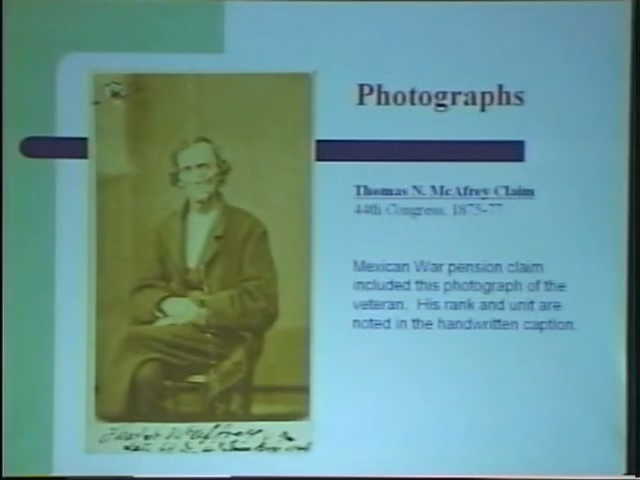 Photographs
Thomas N. McAfrey Claim
44th Congress, 1875-77
Mexican War pension claim
included this photograph of the
veteran. His rank and unit are
noted in the handwritten caption.